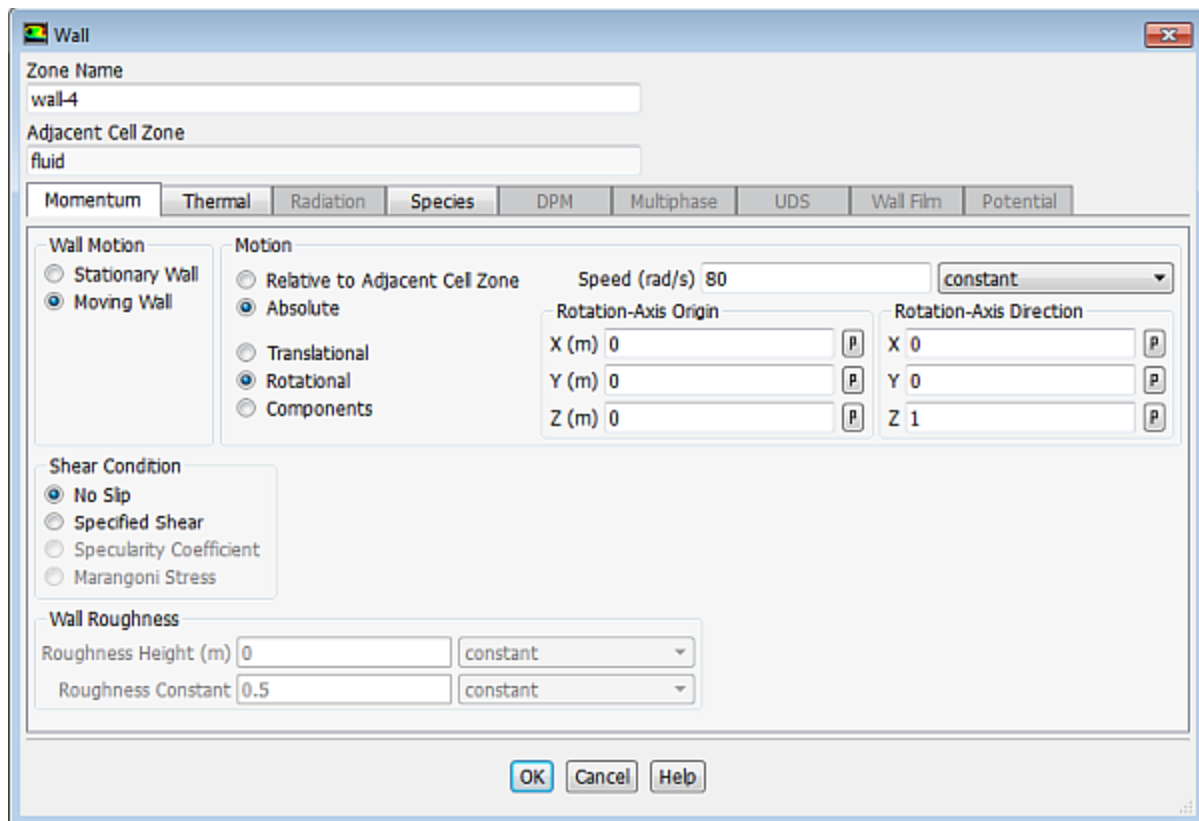 Wall
Zone Name
wall-4
Adjacent Cell Zone
fluid
Momentum Thermal Radiation Species DPM Multiphase UDS Wall Film Potential
Wall Motion
Stationary Wall
Moving Wall
Motion
Relative to Adjacent Cell Zone
Absolute
Translational
Rotational
Components
Speed (rad/s) 80 constant
Rotation-Axis Origin
X (m) 0 P
Y (m) 0 P
Z (m) 0 P
Rotation-Axis Direction
X 0 P
Y 0 P
Z 1 P
Shear Condition
No Slip
Specified Shear
Specularity Coefficient
Marangoni Stress
Wall Roughness
Roughness Height (m) 0 constant
Roughness Constant 0.5 constant
OK Cancel Help